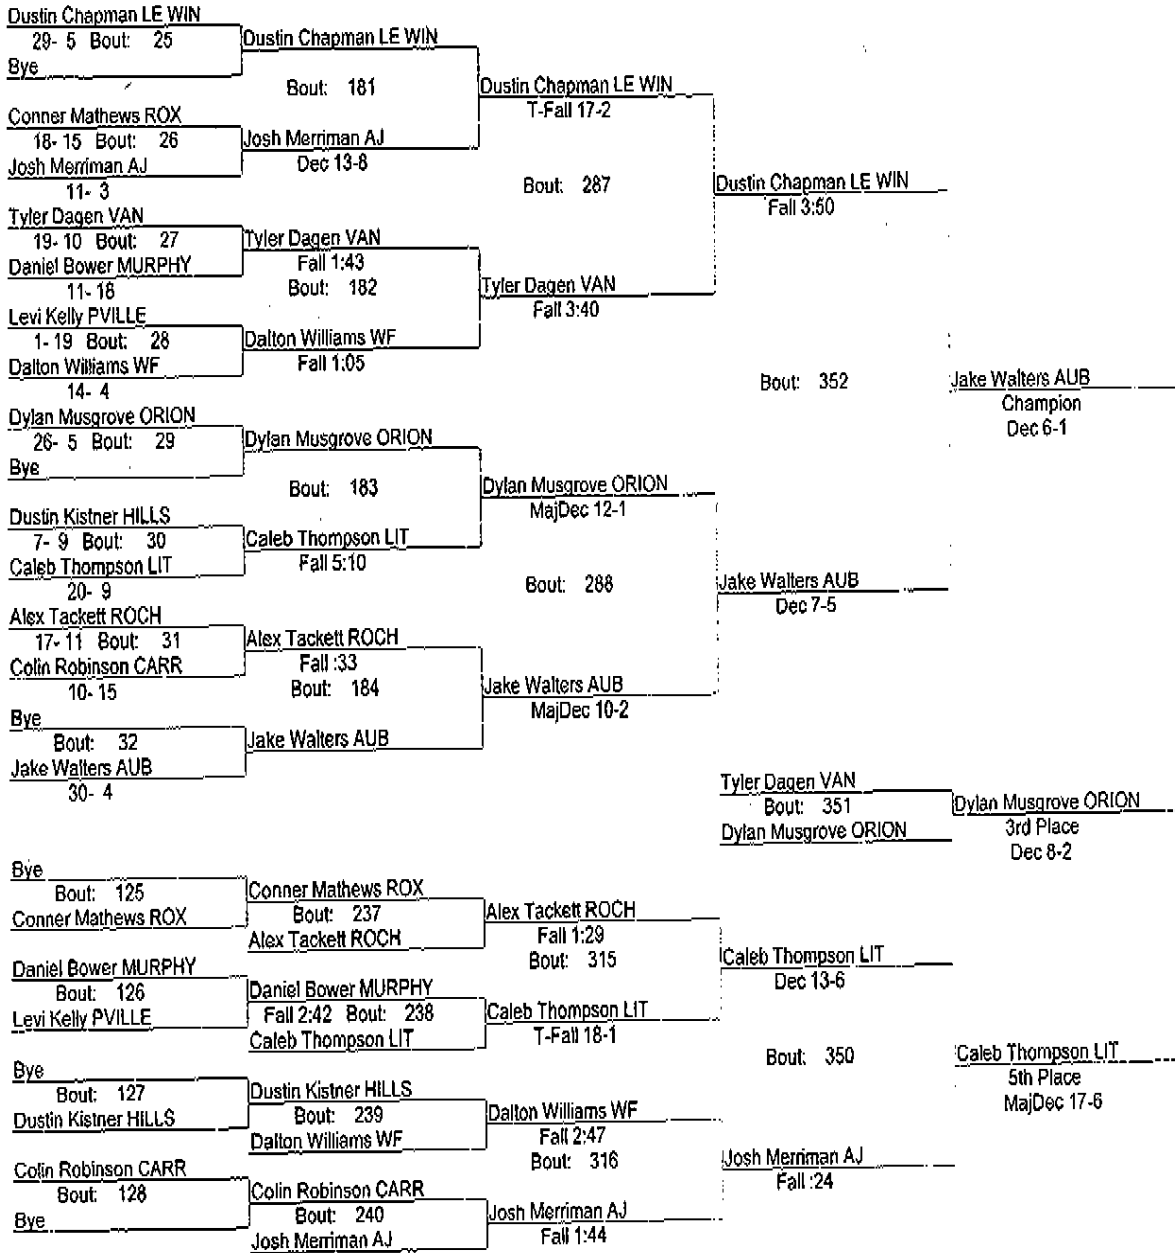 Dustin Chapman LE WIN
29- 5 Bout: 25
Bye
Dustin Chapman LE WIN
Bout: 181
Conner Mathews ROX
18- 15 Bout: 26
Josh Merriman AJ
11- 3
Josh Merriman AJ
Dec 13-8
Dustin Chapman LE WIN
T-Fall 17-2
Bout: 287
Tyler Dagen VAN
19- 10 Bout: 27
Daniel Bower MURPHY
11- 18
Tyler Dagen VAN
Fall 1:43
Bout: 182
Levi Kelly PVILLE
1- 19 Bout: 28
Dalton Williams WF
14- 4
Dalton Williams WF
Fall 1:05
Tyler Dagen VAN
Fall 3:40
Dustin Chapman LE WIN
Fall 3:50
Bout: 352
Jake Walters AUB
Champion
Dec 6-1
Dylan Musgrove ORION
26- 5 Bout: 29
Bye
Dylan Musgrove ORION
Bout: 183
Dustin Kistner HILLS
7- 9 Bout: 30
Caleb Thompson LIT
20- 9
Caleb Thompson LIT
Fall 5:10
Dylan Musgrove ORION
MajDec 12-1
Bout: 288
Alex Tackett ROCH
17- 11 Bout: 31
Colin Robinson CARR
10- 15
Alex Tackett ROCH
Fall :33
Bout: 184
Bye
Bout: 32
Jake Walters AUB
30- 4
Jake Walters AUB
Jake Walters AUB
MajDec 10-2
Jake Walters AUB
Dec 7-5
Tyler Dagen VAN
Bout: 351
Dylan Musgrove ORION
Dylan Musgrove ORION
3rd Place
Dec 8-2
Bye
Bout: 125
Conner Mathews ROX
Conner Mathews ROX
Bout: 237
Alex Tackett ROCH
Alex Tackett ROCH
Fall 1:29
Bout: 315
Daniel Bower MURPHY
Bout: 126
Levi Kelly PVILLE
Daniel Bower MURPHY
Fall 2:42 Bout: 238
Caleb Thompson LIT
Caleb Thompson LIT
T-Fall 18-1
Caleb Thompson LIT
Dec 13-6
Bout: 350
Caleb Thompson LIT
5th Place
MajDec 17-6
Bye
Bout: 127
Dustin Kistner HILLS
Dustin Kistner HILLS
Bout: 239
Dalton Williams WF
Dalton Williams WF
Fall 2:47
Bout: 316
Colin Robinson CARR
Bout: 128
Bye
Colin Robinson CARR
Bout: 240
Josh Merriman AJ
Josh Merriman AJ
Fall 1:44
Josh Merriman AJ
Fall :24